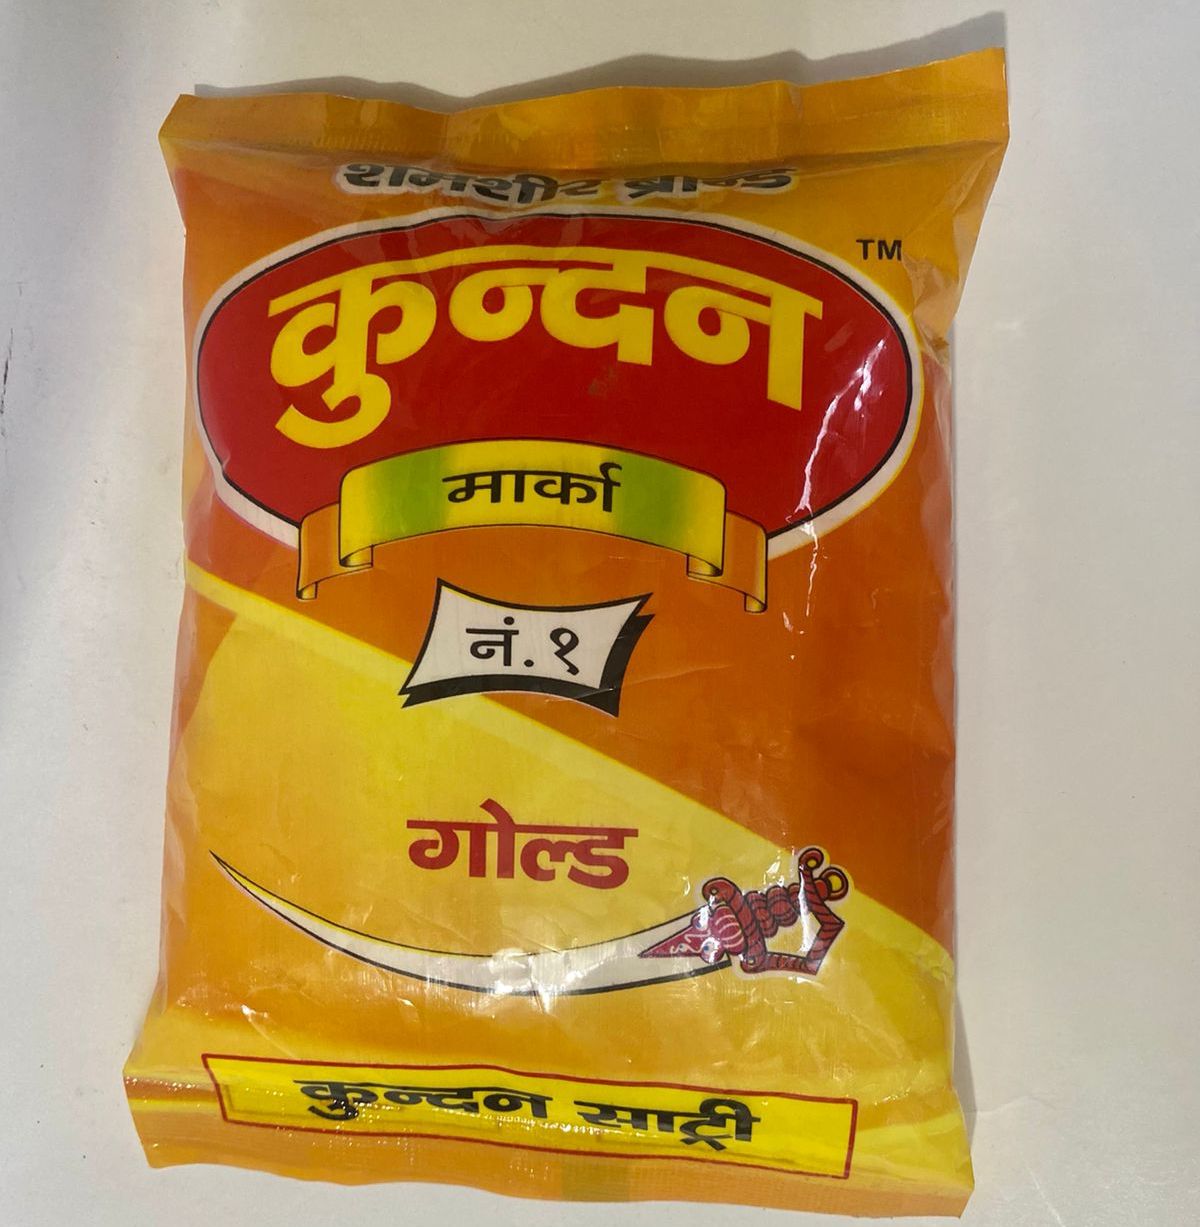 शमशीर ब्रान्ड
TM
कुन्दन
मार्का
नं. १
गोल्ड
कुन्दन साट्री